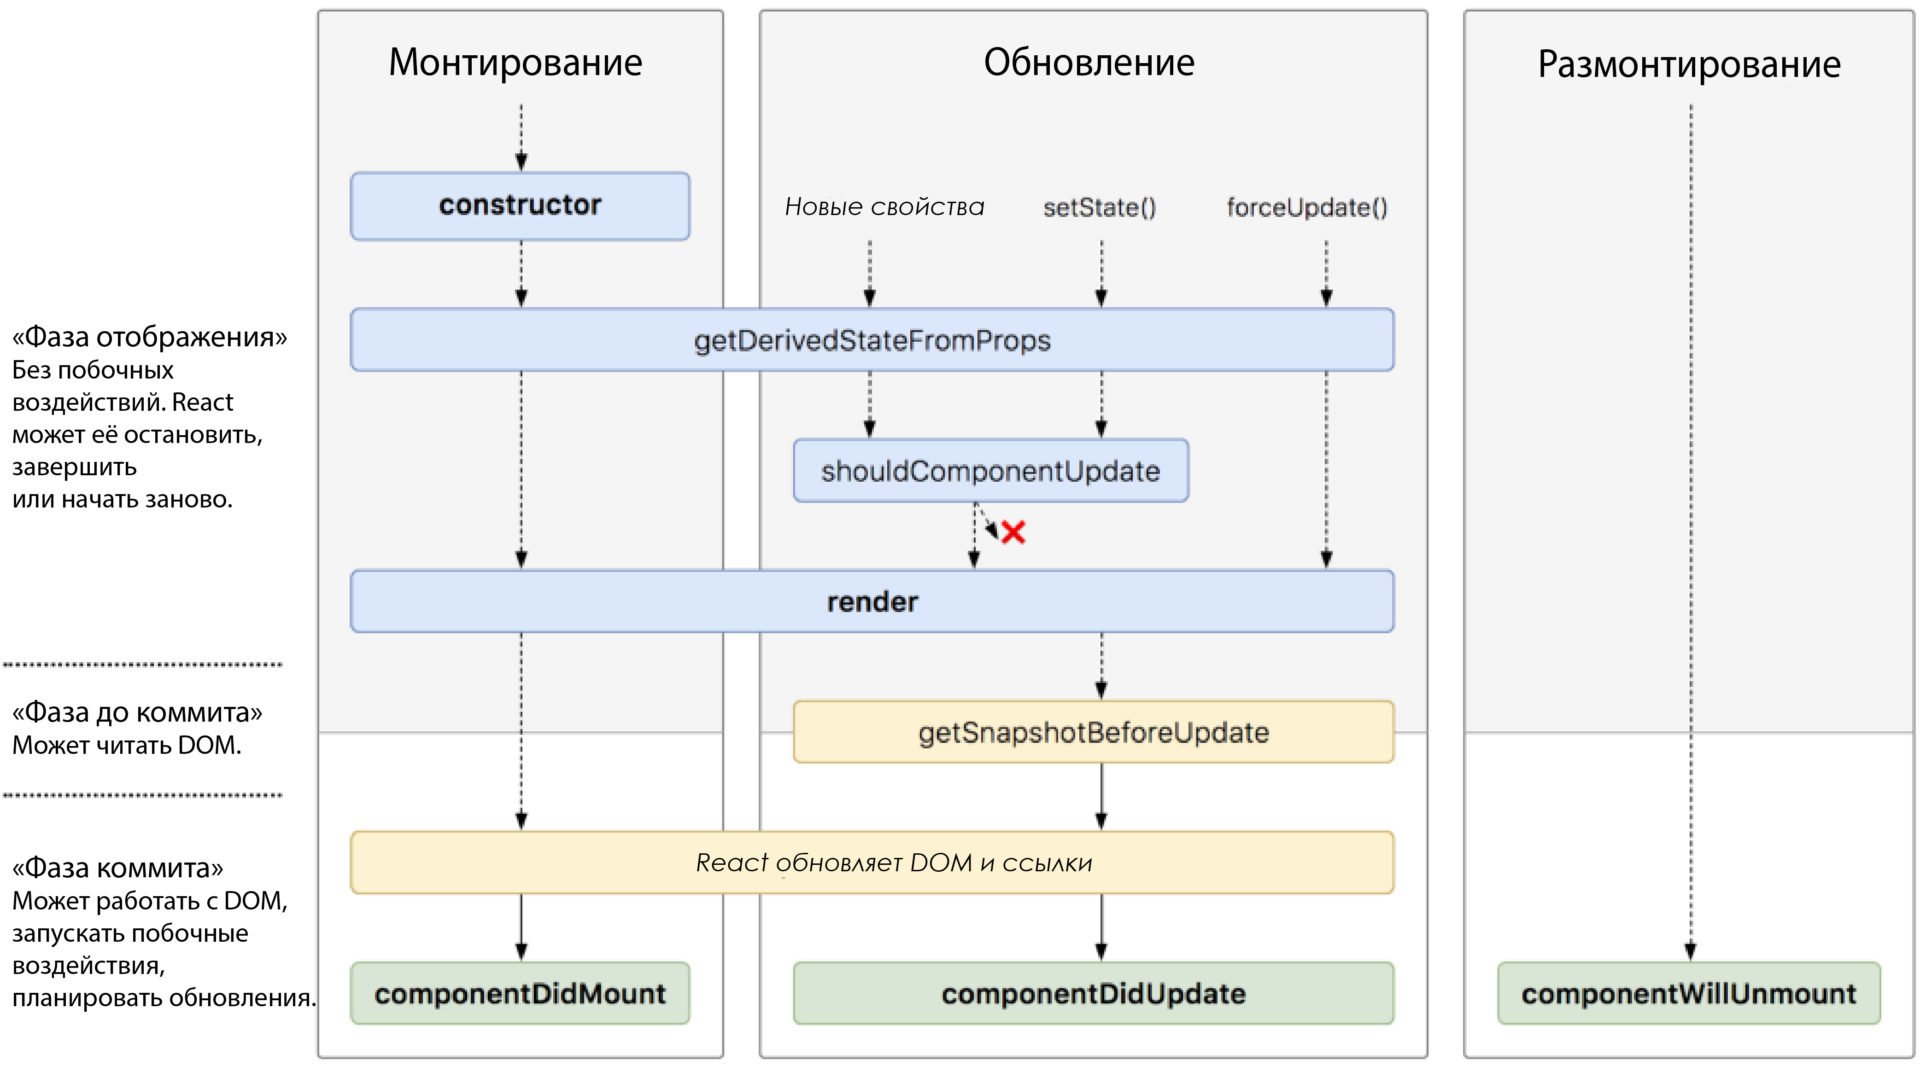 Монтирование
Обновление
Размонтирование
constructor
Новые свойства
setState()
forceUpdate()
«Фаза отображения»
Без побочных
воздействий. React
может её остановить,
завершить
или начать заново.
getDerivedStateFromProps
shouldComponentUpdate
render
«Фаза до коммита»
Может читать DOM.
getSnapshotBeforeUpdate
«Фаза коммита»
Может работать с DOM,
запускать побочные
воздействия,
планировать обновления.
React обновляет DOM и ссылки
componentDidMount
componentDidUpdate
componentWillUnmount